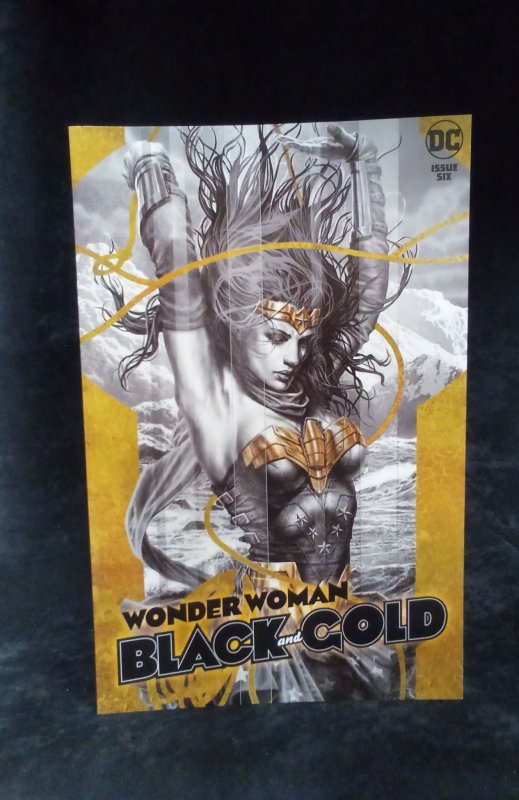 DC
ISSUE
SIX
WONDER WOMAN
BLACK and GOLD